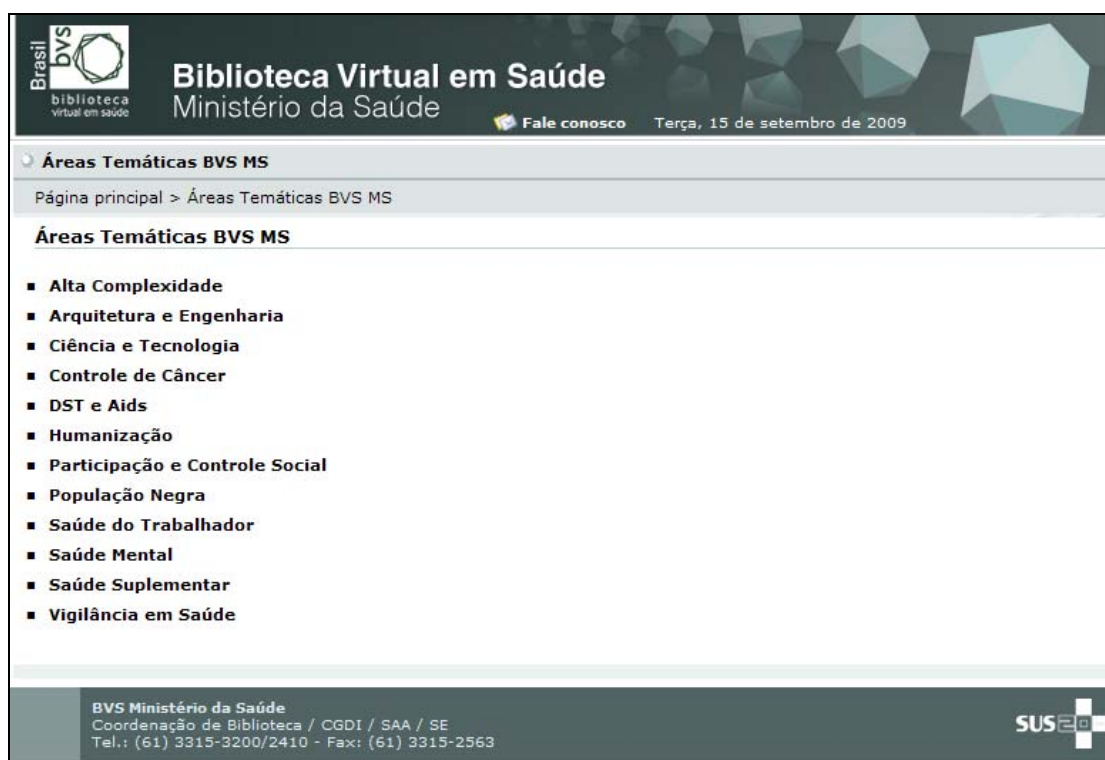 Brasil
bvs
biblioteca
virtual em saúde
Biblioteca Virtual em Saúde
Ministério da Saúde
Fale conosco Terça, 15 de setembro de 2009
Áreas Temáticas BVS MS
Página principal > Áreas Temáticas BVS MS
Áreas Temáticas BVS MS
Alta Complexidade
Arquitetura e Engenharia
Ciência e Tecnologia
Controle de Câncer
DST e Aids
Humanização
Participação e Controle Social
População Negra
Saúde do Trabalhador
Saúde Mental
Saúde Suplementar
Vigilância em Saúde
BVS Ministério da Saúde
Coordenação de Biblioteca / CGDI / SAA / SE
Tel.: (61) 3315-3200/2410 - Fax: (61) 3315-2563
SUS 20